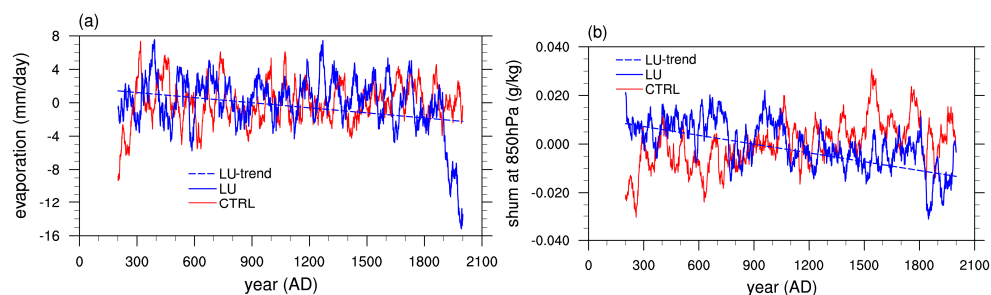 (a)
evaporation (mm/day)
8
4
0
-4
-8
-12
-16
LU-trend
LU
CTRL
0 300 600 900 1200 1500 1800 2100
year (AD)
(b)
shum at 850hPa (g/kg)
0.040
0.020
0.000
-0.020
-0.040
LU-trend
LU
CTRL
0 300 600 900 1200 1500 1800 2100
year (AD)